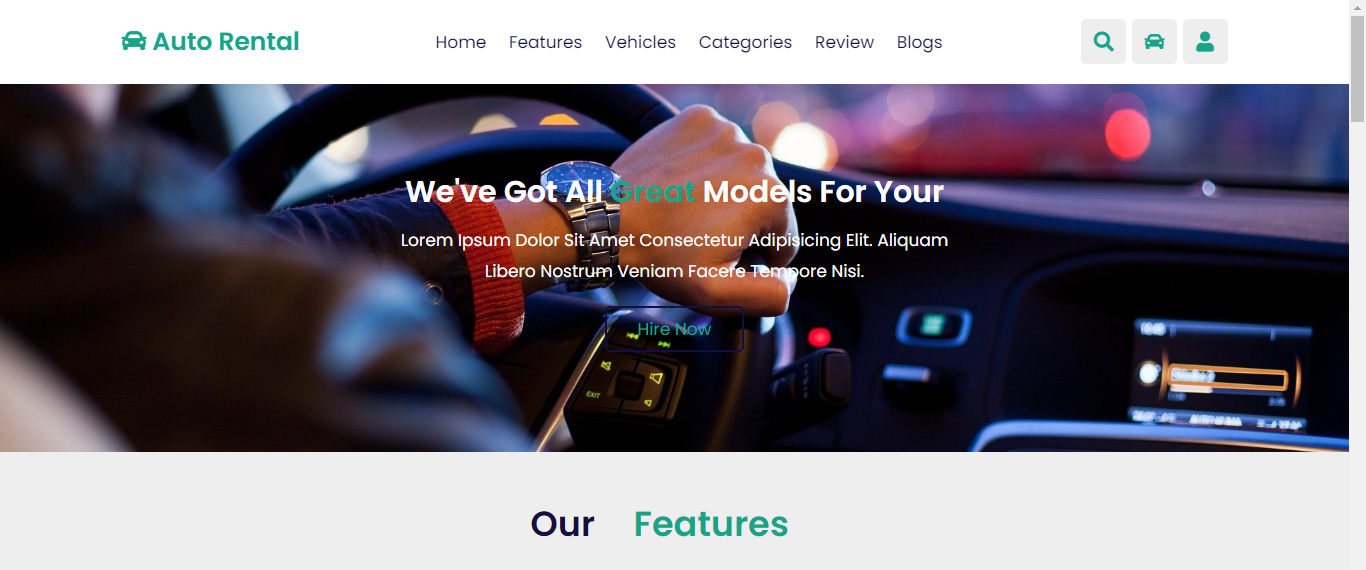 Auto Rental
Home Features Vehicles Categories Review Blogs
We've Got All Great Models For Your
Lorem Ipsum Dolor Sit Amet Consectetur Adipisicing Elit. Aliquam
Libero Nostrum Veniam Facere Tempore Nisi.
Hire Now
EXIT
Our Features